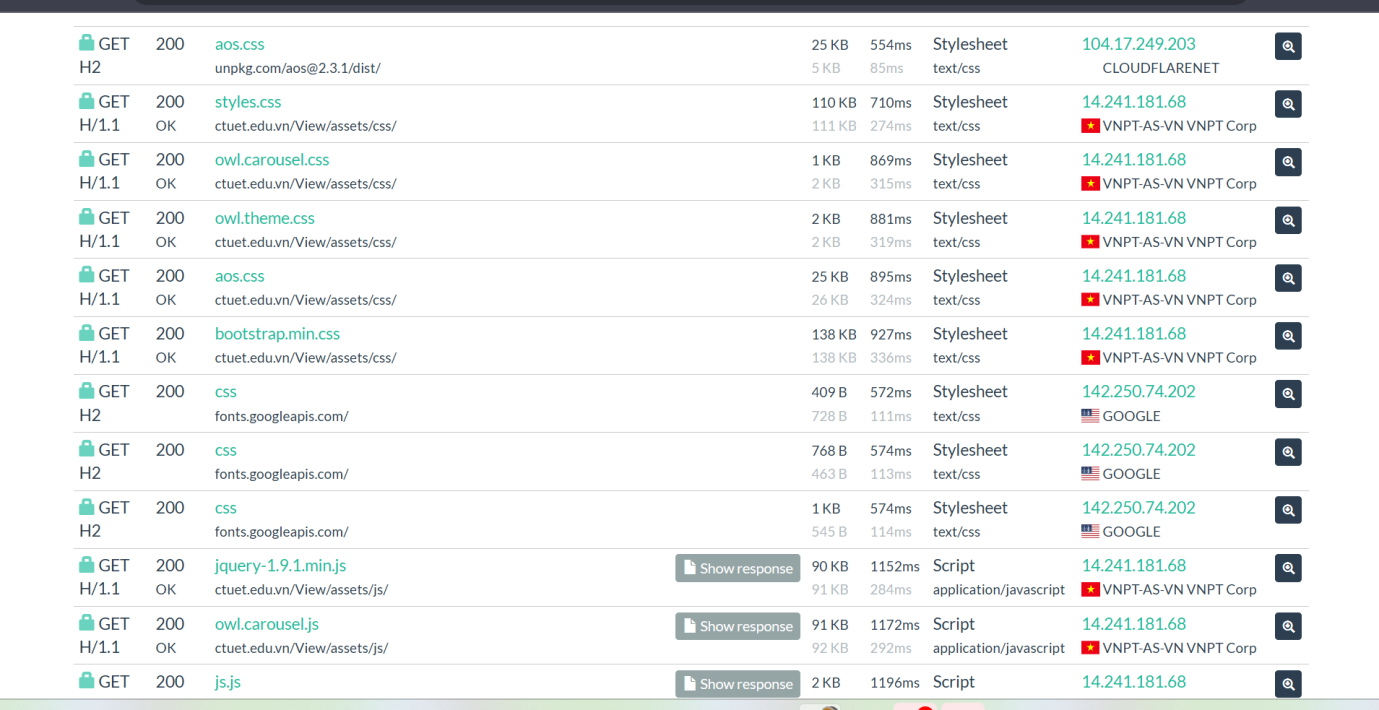 GET 200 aos.css 25 KB 554ms Stylesheet 104.17.249.203
H2 unpkg.com/aos@2.3.1/dist/ 5 KB 85ms text/css CLOUDFLARENET
GET 200 styles.css 110 KB 710ms Stylesheet 14.241.181.68
H/1.1 OK ctuet.edu.vn/View/assets/css/ 111 KB 274ms text/css VNPT-AS-VN VNPT Corp
GET 200 owl.carousel.css 1 KB 869ms Stylesheet 14.241.181.68
H/1.1 OK ctuet.edu.vn/View/assets/css/ 2 KB 315ms text/css VNPT-AS-VN VNPT Corp
GET 200 owl.theme.css 2 KB 881ms Stylesheet 14.241.181.68
H/1.1 OK ctuet.edu.vn/View/assets/css/ 2 KB 319ms text/css VNPT-AS-VN VNPT Corp
GET 200 aos.css 25 KB 895ms Stylesheet 14.241.181.68
H/1.1 OK ctuet.edu.vn/View/assets/css/ 26 KB 324ms text/css VNPT-AS-VN VNPT Corp
GET 200 bootstrap.min.css 138 KB 927ms Stylesheet 14.241.181.68
H/1.1 OK ctuet.edu.vn/View/assets/css/ 138 KB 336ms text/css VNPT-AS-VN VNPT Corp
GET 200 css 409 B 572ms Stylesheet 142.250.74.202
H2 fonts.googleapis.com/ 728 B 111ms text/css GOOGLE
GET 200 css 768 B 574ms Stylesheet 142.250.74.202
H2 fonts.googleapis.com/ 463 B 113ms text/css GOOGLE
GET 200 css 1 KB 574ms Stylesheet 142.250.74.202
H2 fonts.googleapis.com/ 545 B 114ms text/css GOOGLE
GET 200 jquery-1.9.1.min.js Show response 90 KB 1152ms Script 14.241.181.68
H/1.1 OK ctuet.edu.vn/View/assets/js/ 91 KB 284ms application/javascript VNPT-AS-VN VNPT Corp
GET 200 owl.carousel.js Show response 91 KB 1172ms Script 14.241.181.68
H/1.1 OK ctuet.edu.vn/View/assets/js/ 92 KB 292ms application/javascript VNPT-AS-VN VNPT Corp
GET 200 js.js Show response 2 KB 1196ms Script 14.241.181.68